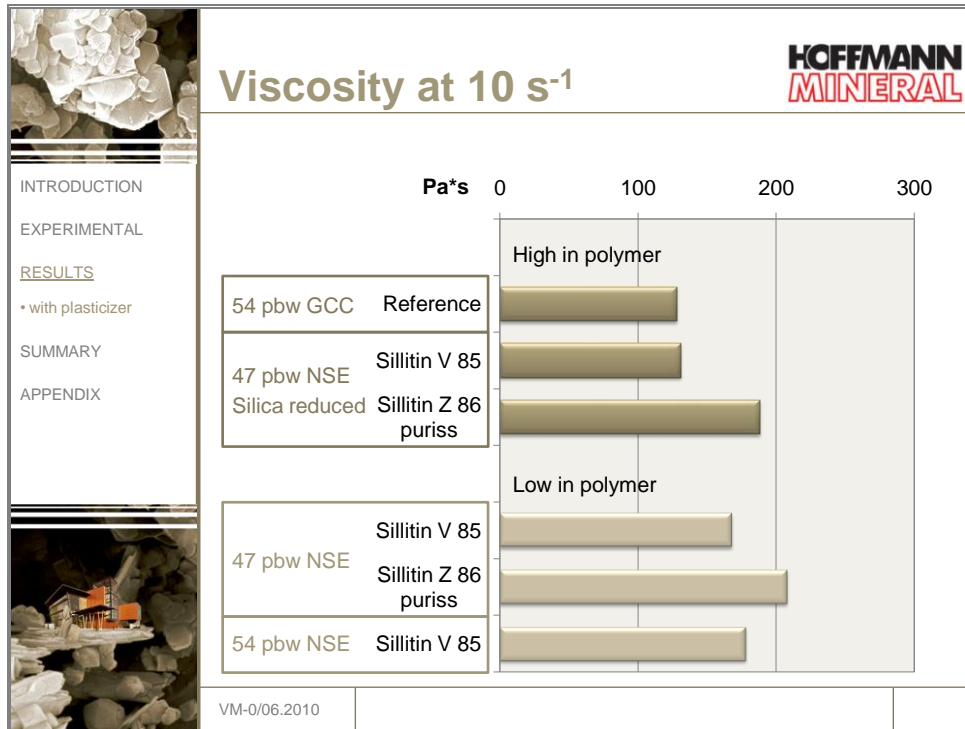 Viscosity at 10 s-1
HOFFMANN
MINERAL
INTRODUCTION
EXPERIMENTAL
RESULTS
• with plasticizer
SUMMARY
APPENDIX
Pa*s 0 100 200 300
High in polymer
54 pbw GCC Reference
47 pbw NSE
Silica reduced
Sillitin V 85
Sillitin Z 86
puriss
Low in polymer
47 pbw NSE
Sillitin V 85
Sillitin Z 86
puriss
54 pbw NSE Sillitin V 85
VM-0/06.2010